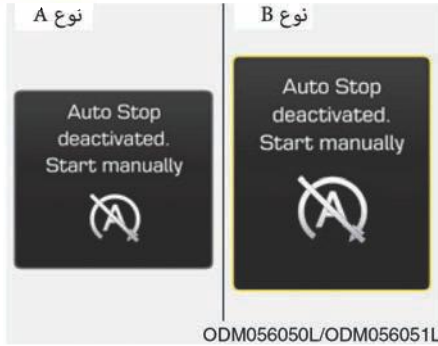 نوع A
Auto Stop
deactivated.
Start manually
نوع B
Auto Stop
deactivated.
Start manually
ODM056050L/ODM056051L